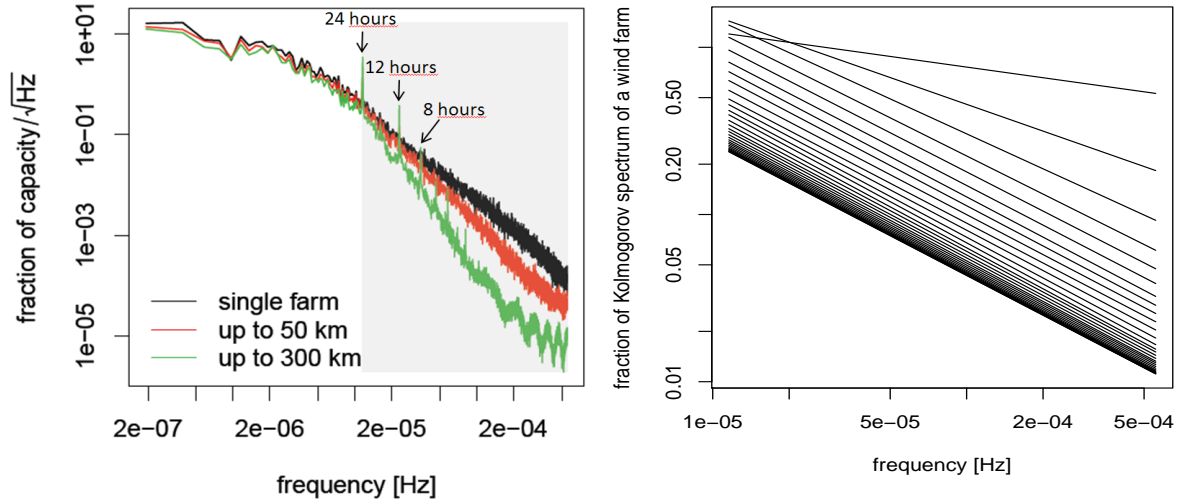 fraction of capacity/√Hz
1e+01
1e-01
1e-03
1e-05
24 hours
12 hours
8 hours
single farm
up to 50 km
up to 300 km
2e-07 2e-06 2e-05 2e-04
frequency [Hz]
fraction of Kolmogorov spectrum of a wind farm
0.50
0.20
0.05
0.01
1e-05 5e-05 2e-04 5e-04
frequency [Hz]